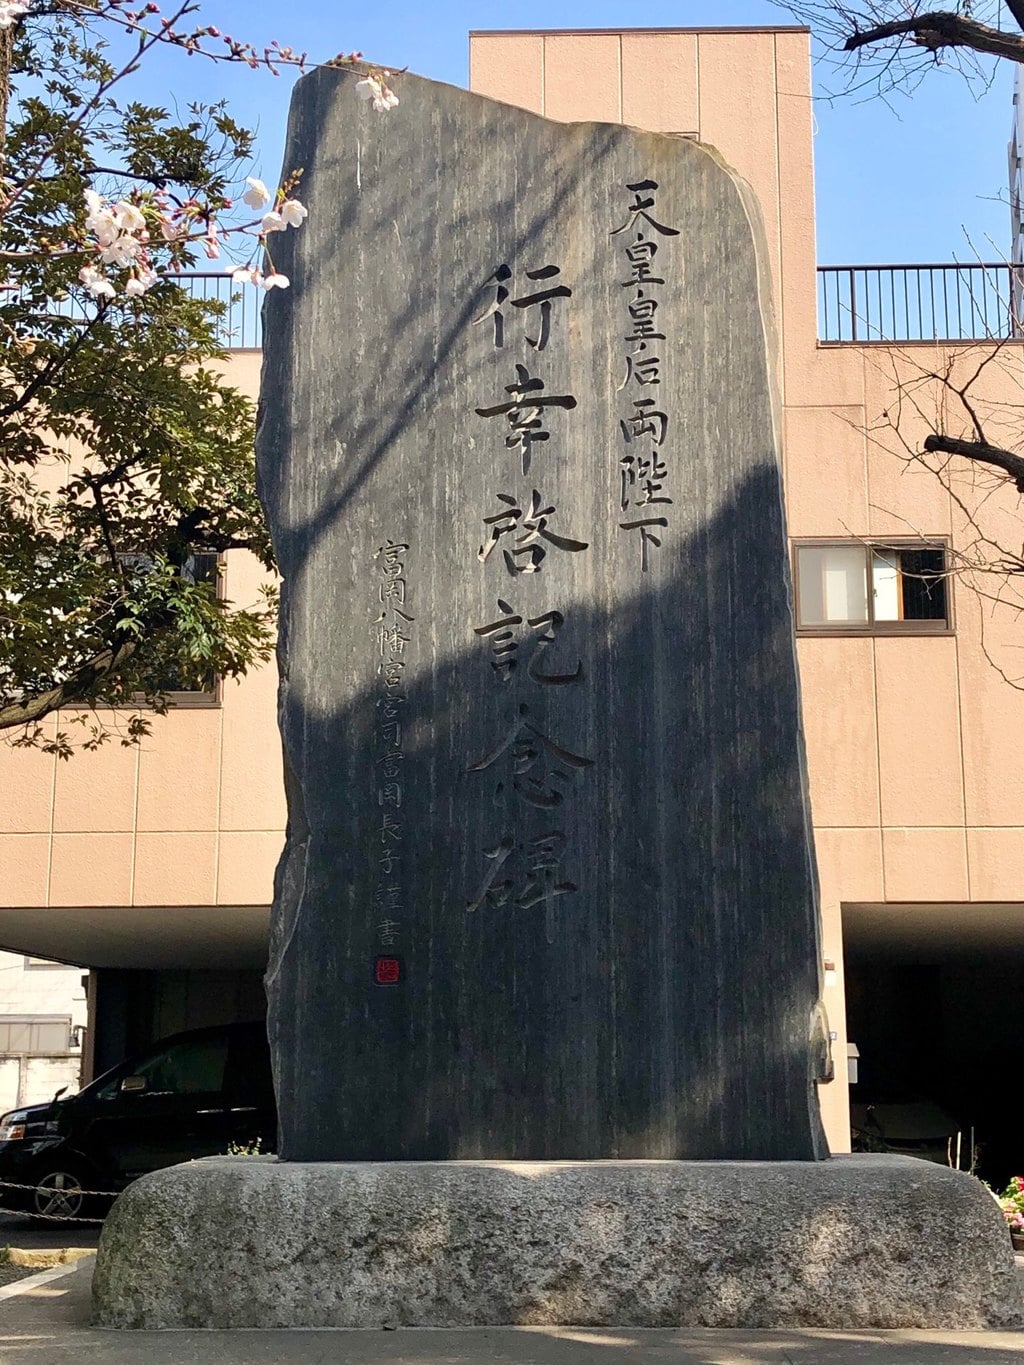 天皇皇后両陛下
行幸啓記念碑
富岡八幡宮宮司富岡長子謹書